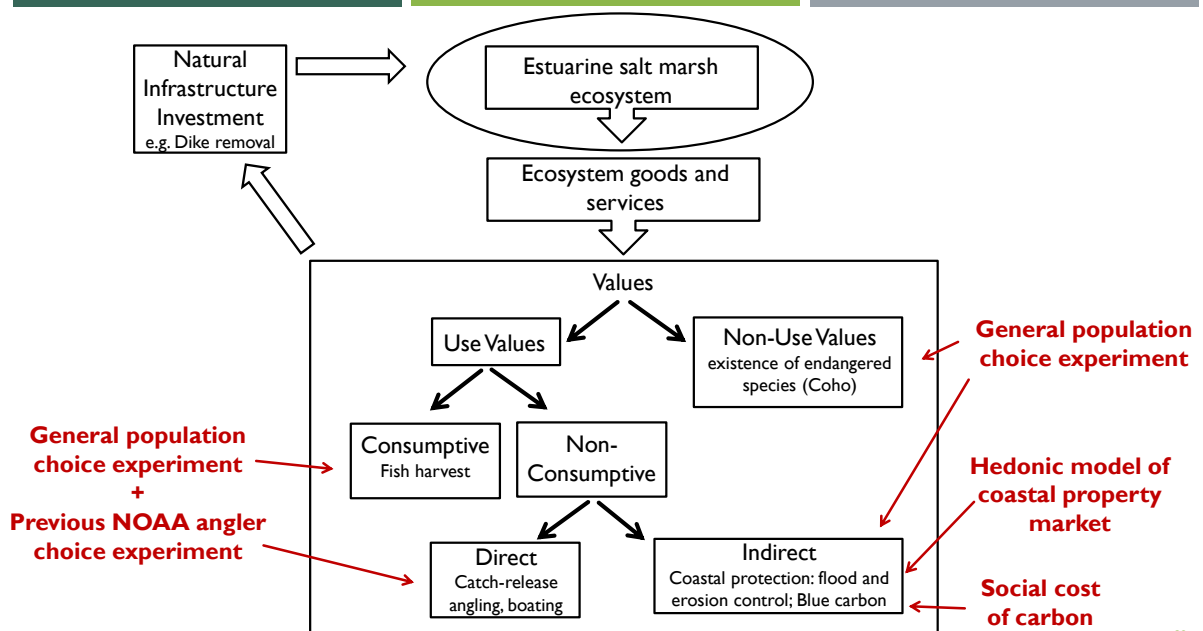 Natural
Infrastructure
Investment
e.g. Dike removal
Estuarine salt marsh
ecosystem
Ecosystem goods and
services
Values
Use Values
Non-Use Values
existence of endangered
species (Coho)
General population
choice experiment
Consumptive
Fish harvest
Non-
Consumptive
General population
choice experiment
+
Previous NOAA angler
choice experiment
Hedonic model of
coastal property
market
Direct
Catch-release
angling, boating
Indirect
Coastal protection: flood and
erosion control; Blue carbon
Social cost
of carbon